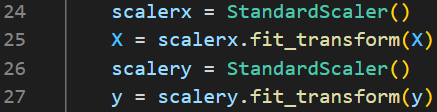 24 scalerx = StandardScaler()
25 X = scalerx.fit_transform(X)
26 scalery = StandardScaler()
27 y = scalery.fit_transform(y)